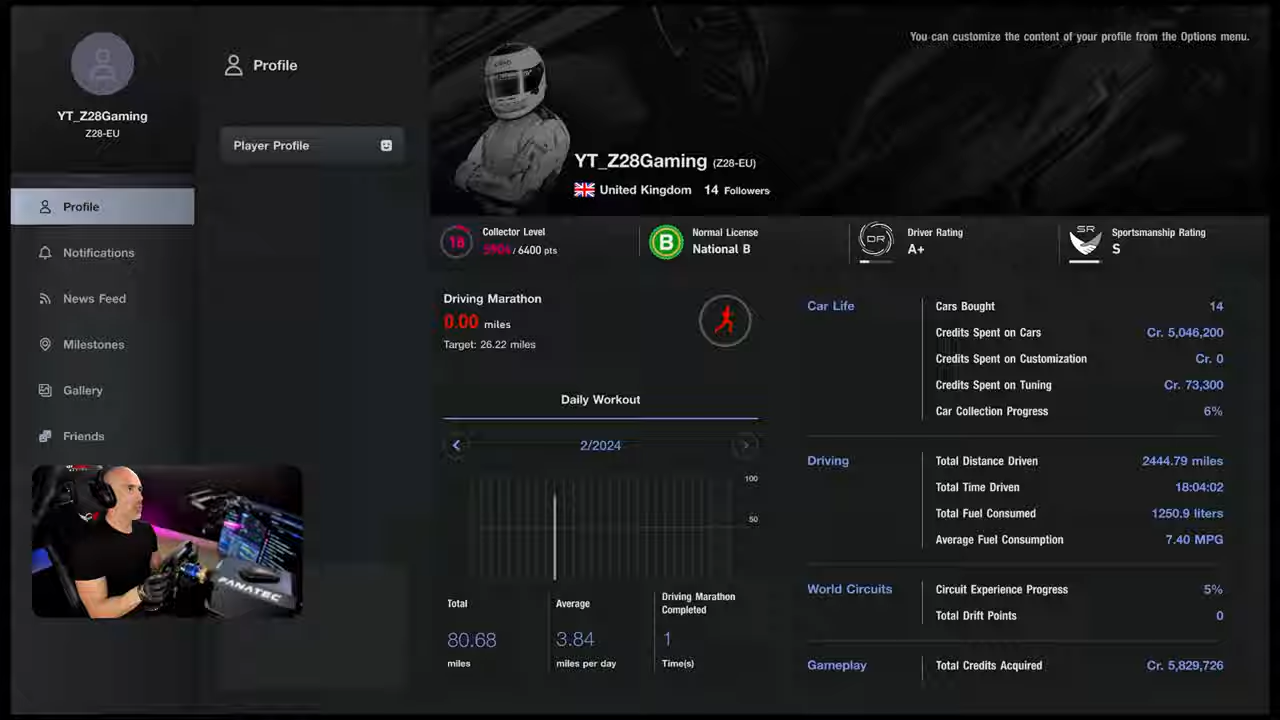 You can customize the content of your profile from the Options menu.
YT_Z28Gaming
Z28-EU
Profile
Notifications
News Feed
Milestones
Gallery
Friends
FANATEC
Profile
Player Profile
YT_Z28Gaming (Z28-EU)
United Kingdom 14 Followers
18 Collector Level
5904 / 6400 pts
B Normal License
National B
DR Driver Rating
A+
SR Sportsmanship Rating
S
Driving Marathon
0.00 miles
Target: 26.22 miles
Daily Workout
2/2024
100
50
Total
80.68
miles
Average
3.84
miles per day
Driving Marathon
Completed
1
Time(s)
Car Life
Cars Bought 14
Credits Spent on Cars Cr. 5,046,200
Credits Spent on Customization Cr. 0
Credits Spent on Tuning Cr. 73,300
Car Collection Progress 6%
Driving
Total Distance Driven 2444.79 miles
Total Time Driven 18:04:02
Total Fuel Consumed 1250.9 liters
Average Fuel Consumption 7.40 MPG
World Circuits
Circuit Experience Progress 5%
Total Drift Points 0
Gameplay
Total Credits Acquired Cr. 5,829,726